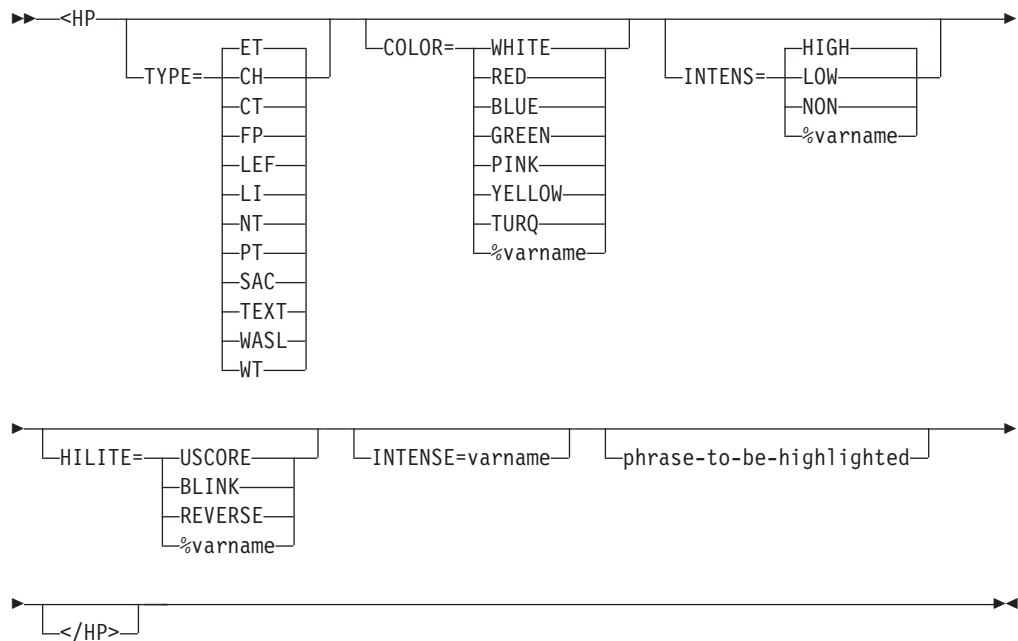 <HP
TYPE=
ET
CH
CT
FP
LEF
LI
NT
PT
SAC
TEXT
WASL
WT
COLOR=
WHITE
RED
BLUE
GREEN
PINK
YELLOW
TURQ
%varname
INTENS=
HIGH
LOW
NON
%varname
HILITE=
USCORE
BLINK
REVERSE
%varname
INTENSE=varname
phrase-to-be-highlighted
</HP>